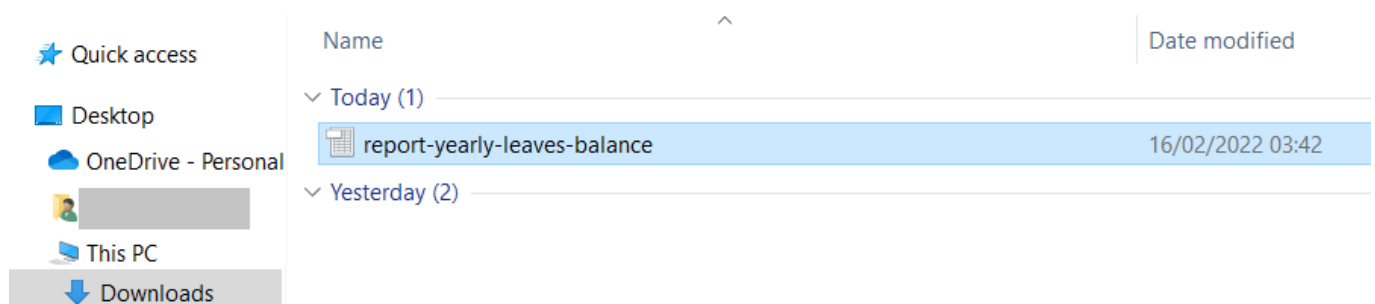 Quick access
Desktop
OneDrive - Personal
This PC
Downloads
Name Date modified
Today (1)
report-yearly-leaves-balance 16/02/2022 03:42
Yesterday (2)